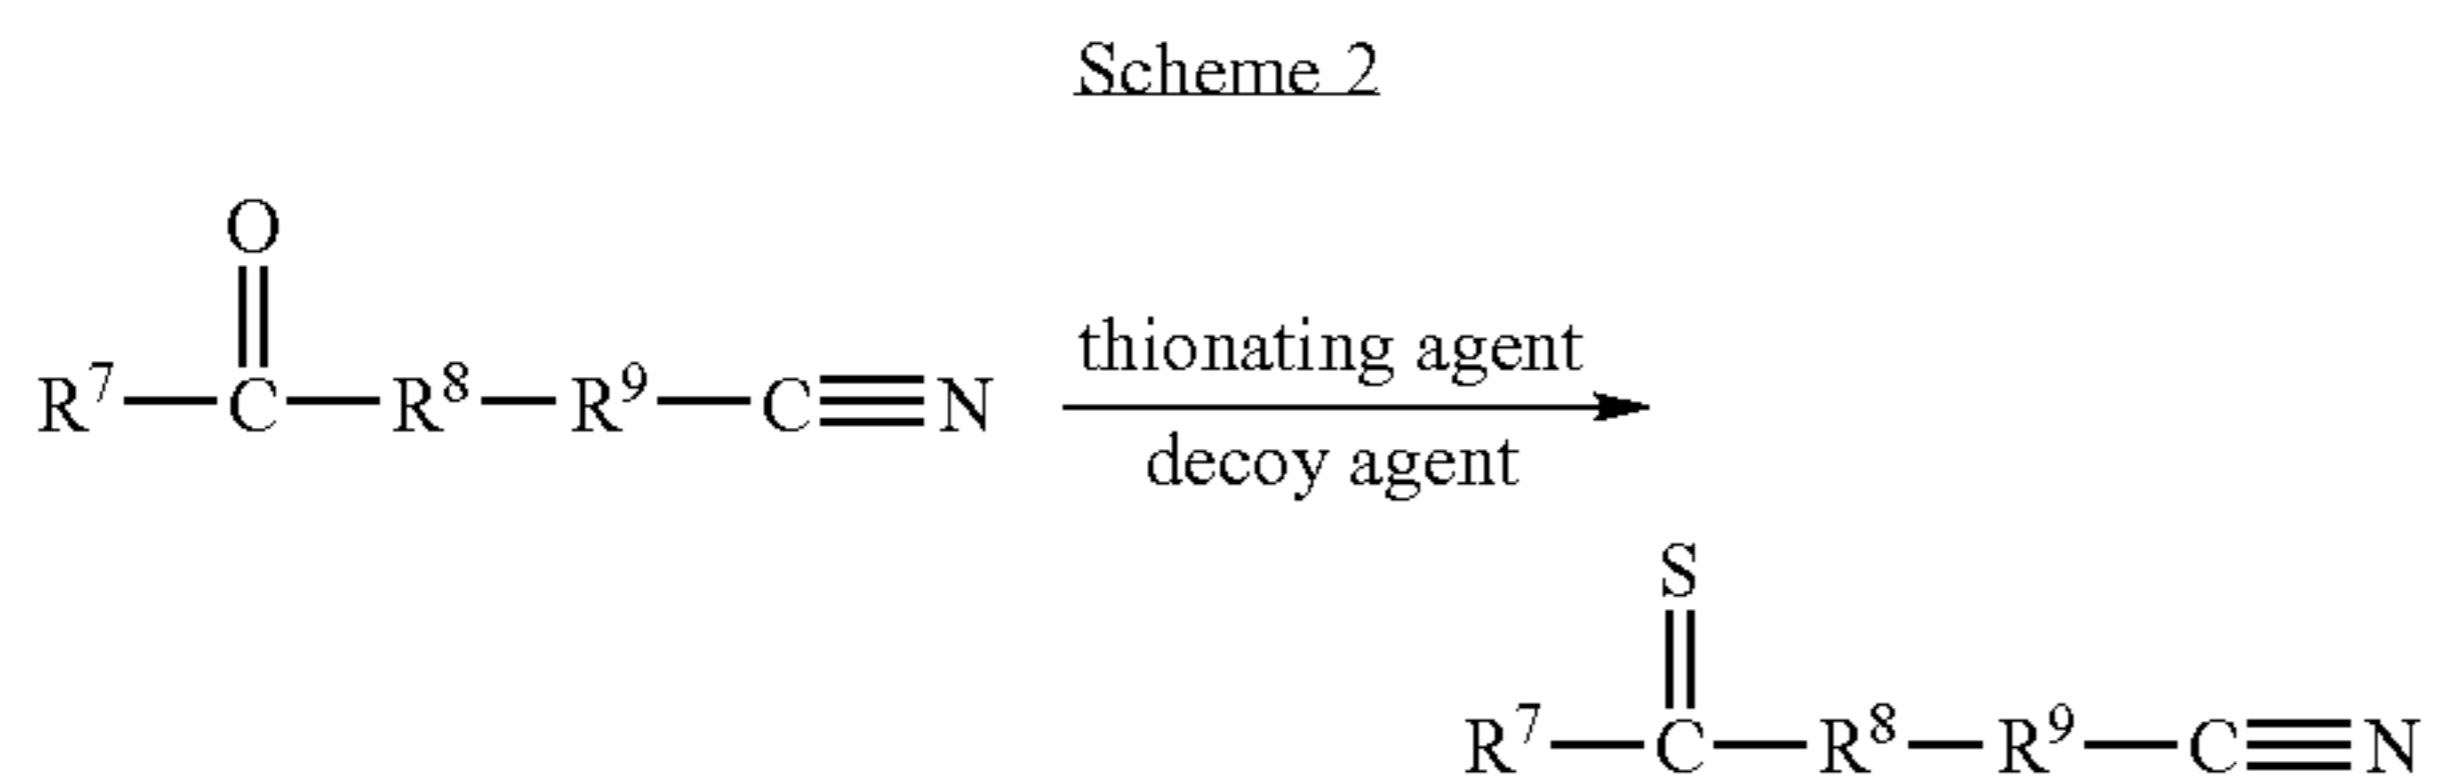 Scheme 2
O
R⁷—C—R⁸—R⁹—C≡N
thionating agent
decoy agent
S
R⁷—C—R⁸—R⁹—C≡N